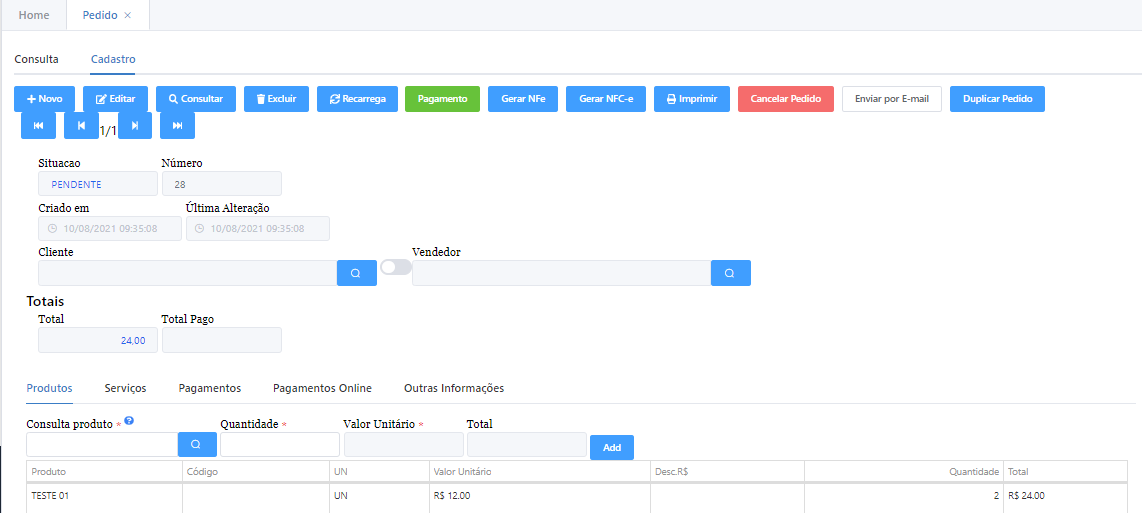 Home Pedido ×
Consulta Cadastro
Novo Editar Consultar Excluir Recarrega Pagamento Gerar NFe Gerar NFC-e Imprimir Cancelar Pedido Enviar por E-mail Duplicar Pedido
1/1
Situacao Número
PENDENTE 28
Criado em Última Alteração
10/08/2021 09:35:08 10/08/2021 09:35:08
Cliente Vendedor
Totais
Total Total Pago
24,00
Produtos Serviços Pagamentos Pagamentos Online Outras Informações
Consulta produto * ? Quantidade * Valor Unitário * Total
Add
Produto Código UN Valor Unitário Desc.R$ Quantidade Total
TESTE 01 UN R$ 12.00 2 R$ 24.00